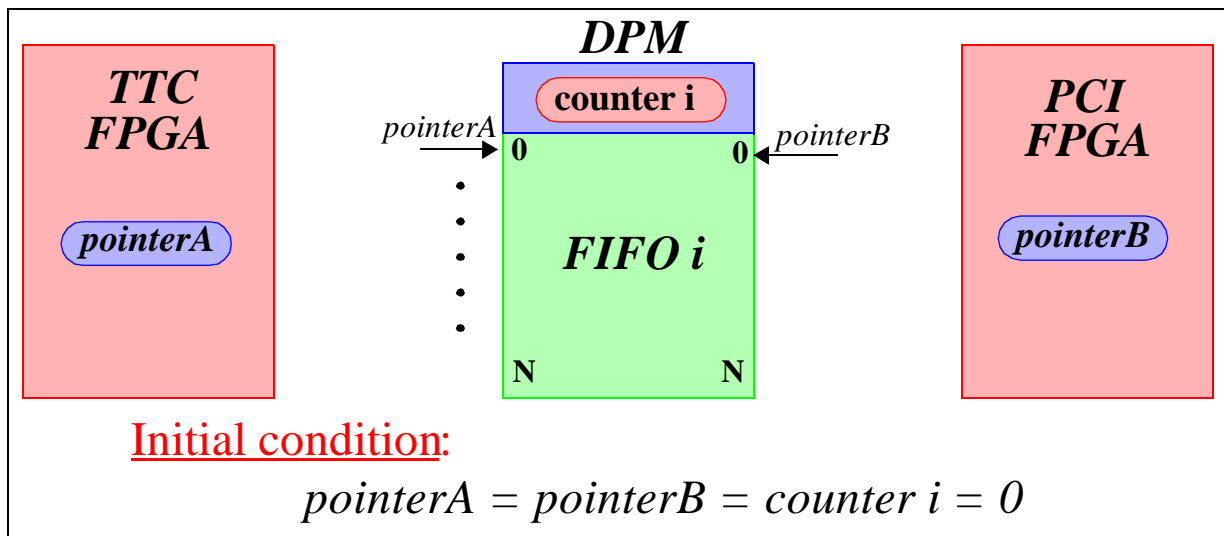 TTC
FPGA
pointerA
DPM
counter i
pointerA
pointerB
0
0
FIFO i
N
N
PCI
FPGA
pointerB
Initial condition:
pointerA = pointerB = counter i = 0